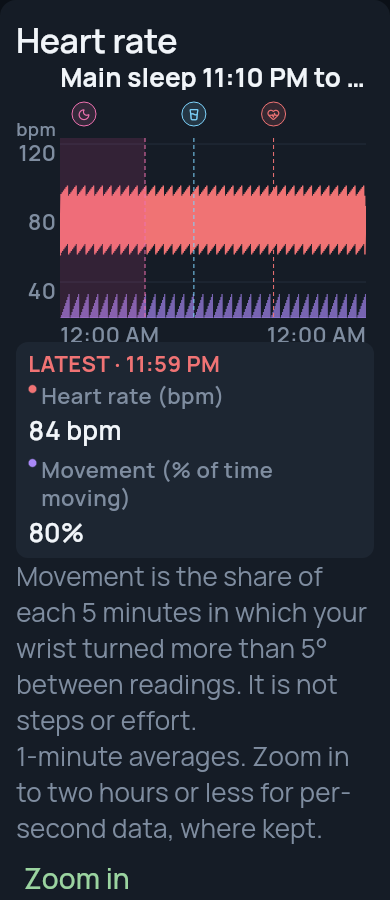 Heart rate
Main sleep 11:10 PM to ...
bpm
120
80
40
12:00 AM 12:00 AM
LATEST · 11:59 PM
Heart rate (bpm)
84 bpm
Movement (% of time
moving)
80%
Movement is the share of
each 5 minutes in which your
wrist turned more than 5°
between readings. It is not
steps or effort.
1-minute averages. Zoom in
to two hours or less for per-
second data, where kept.
Zoom in